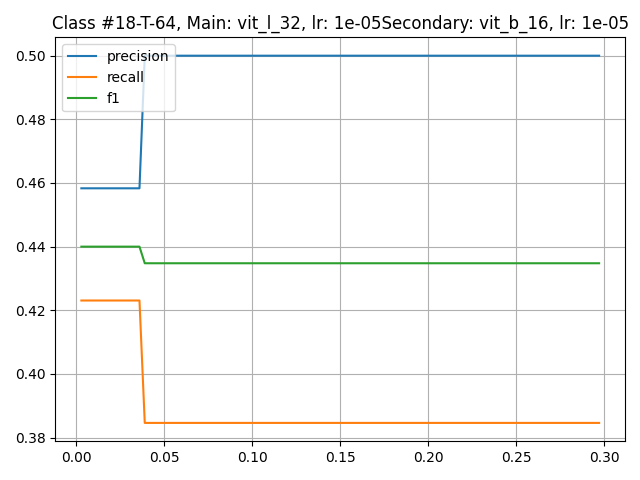 Class #18-T-64, Main: vit_l_32, lr: 1e-05Secondary: vit_b_16, lr: 1e-05
precision
recall
f1
0.50
0.48
0.46
0.44
0.42
0.40
0.38
0.00 0.05 0.10 0.15 0.20 0.25 0.30